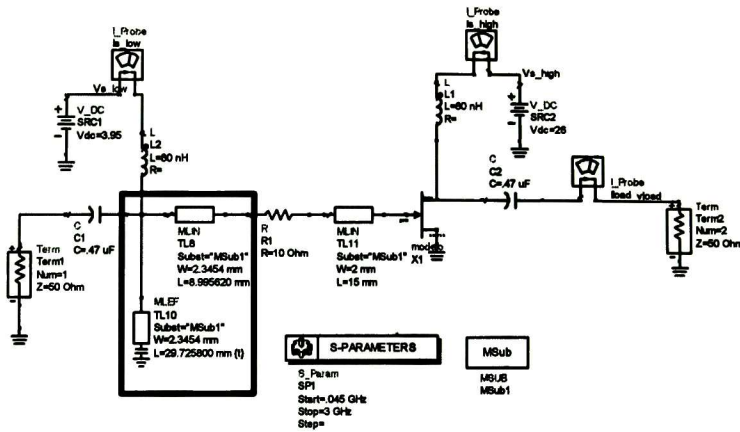 I_Probe
Is_low
Vs_low
V_DC
SRC1
Vdc=3.95
L
L2
L=60 nH
R=
I_Probe
Is_high
Vs_high
L
L1
L=60 nH
R=
V_DC
SRC2
Vdc=26
C
C2
C=.47 uF
I_Probe
Iload
vload
Term
Term2
Num=2
Z=50 Ohm
C
C1
C=.47 uF
Term
Term1
Num=1
Z=50 Ohm
MLIN
TL8
Subst="MSub1"
W=2.3454 mm
L=8.995620 mm
R
R1
R=10 Ohm
MLIN
TL11
Subst="MSub1"
W=2 mm
L=15 mm
X1
MLEF
TL10
Subst="MSub1"
W=2.3454 mm
L=29.725800 mm {t}
S-PARAMETERS
S_Param
SP1
Start=.045 GHz
Stop=3 GHz
Step=
MSub
MSUB
MSub1